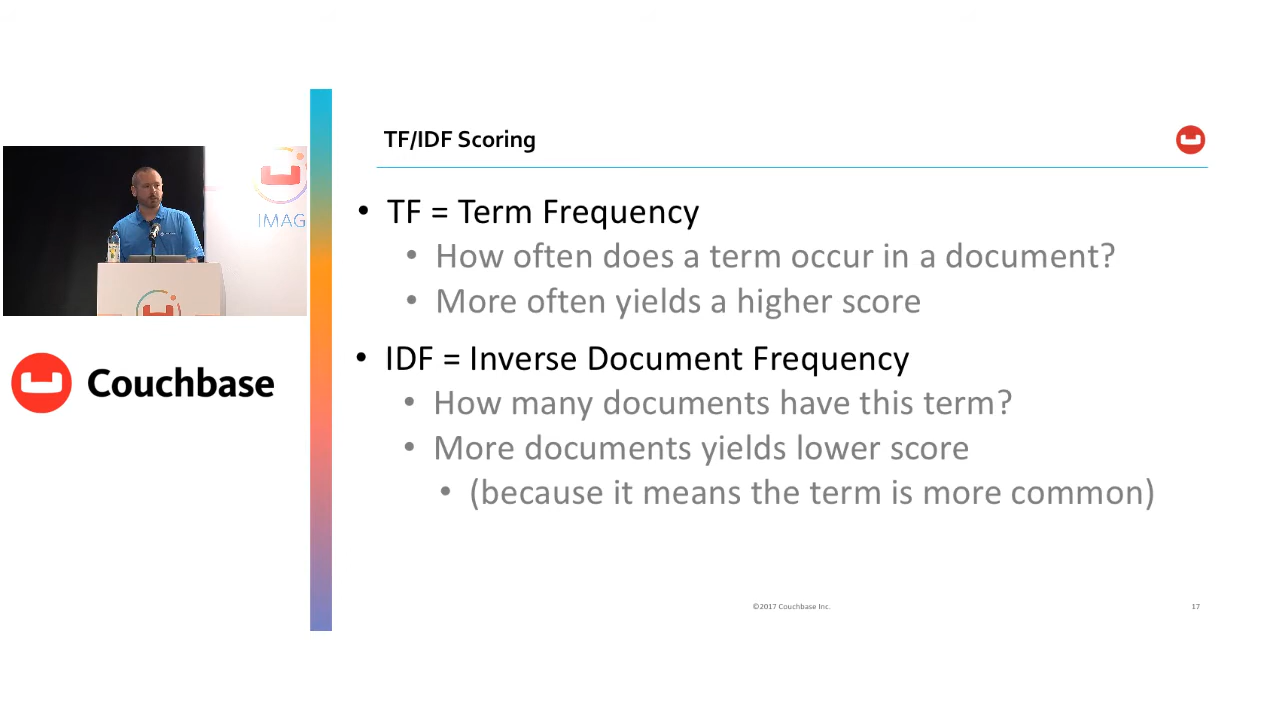 TF/IDF Scoring
• TF = Term Frequency
• How often does a term occur in a document?
• More often yields a higher score
• IDF = Inverse Document Frequency
• How many documents have this term?
• More documents yields lower score
• (because it means the term is more common)
IMAG
Couchbase
©2017 Couchbase Inc.
17